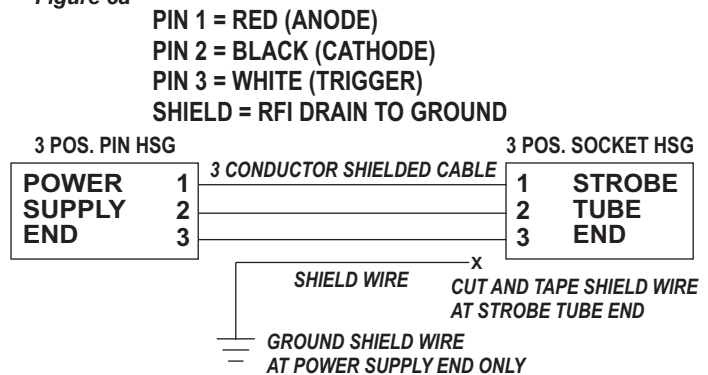 Figure 6a
PIN 1 = RED (ANODE)
PIN 2 = BLACK (CATHODE)
PIN 3 = WHITE (TRIGGER)
SHIELD = RFI DRAIN TO GROUND
3 POS. PIN HSG
3 POS. SOCKET HSG
3 CONDUCTOR SHIELDED CABLE
POWER 1
SUPPLY 2
END 3
1 STROBE
2 TUBE
3 END
SHIELD WIRE
X
CUT AND TAPE SHIELD WIRE
AT STROBE TUBE END
GROUND SHIELD WIRE
AT POWER SUPPLY END ONLY